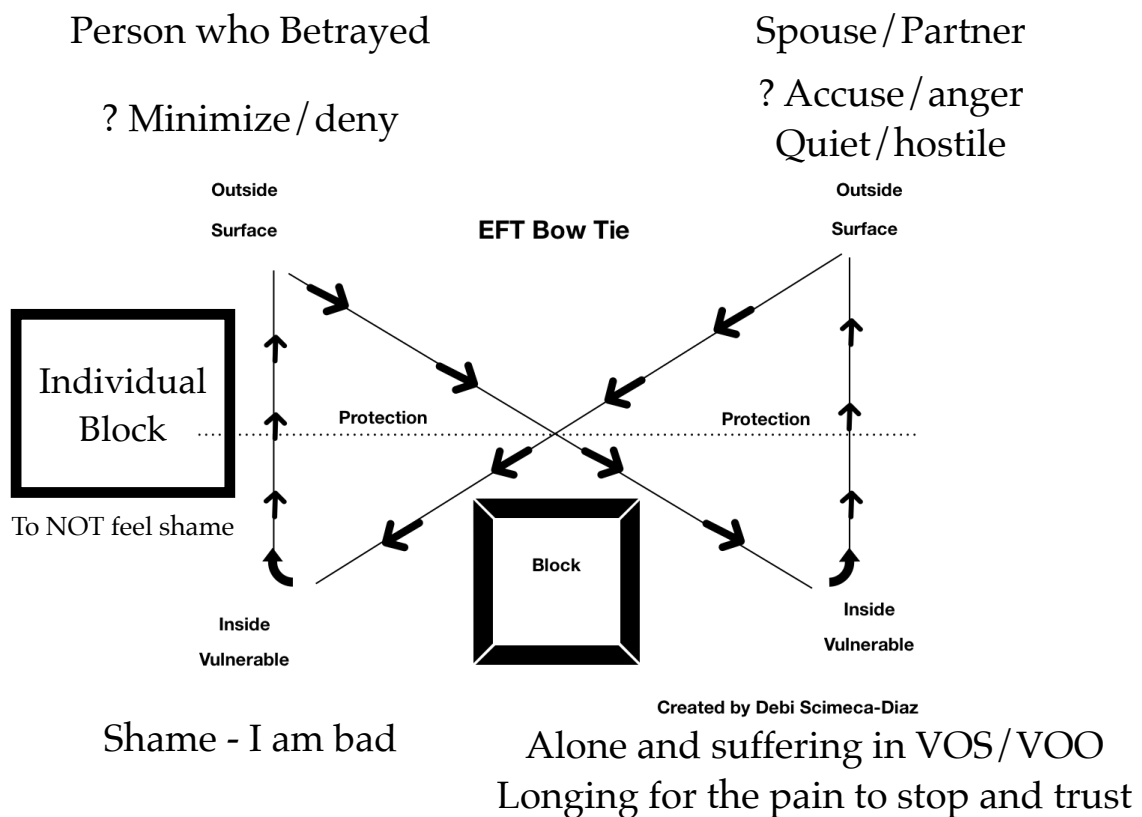 Person who Betrayed
Spouse/Partner
? Minimize/deny
? Accuse/anger
Quiet/hostile
Outside
Surface
Outside
Surface
EFT Bow Tie
Individual
Block
Protection
Protection
To NOT feel shame
Block
Inside
Vulnerable
Inside
Vulnerable
Created by Debi Scimeca-Diaz
Shame - I am bad
Alone and suffering in VOS/VOO
Longing for the pain to stop and trust